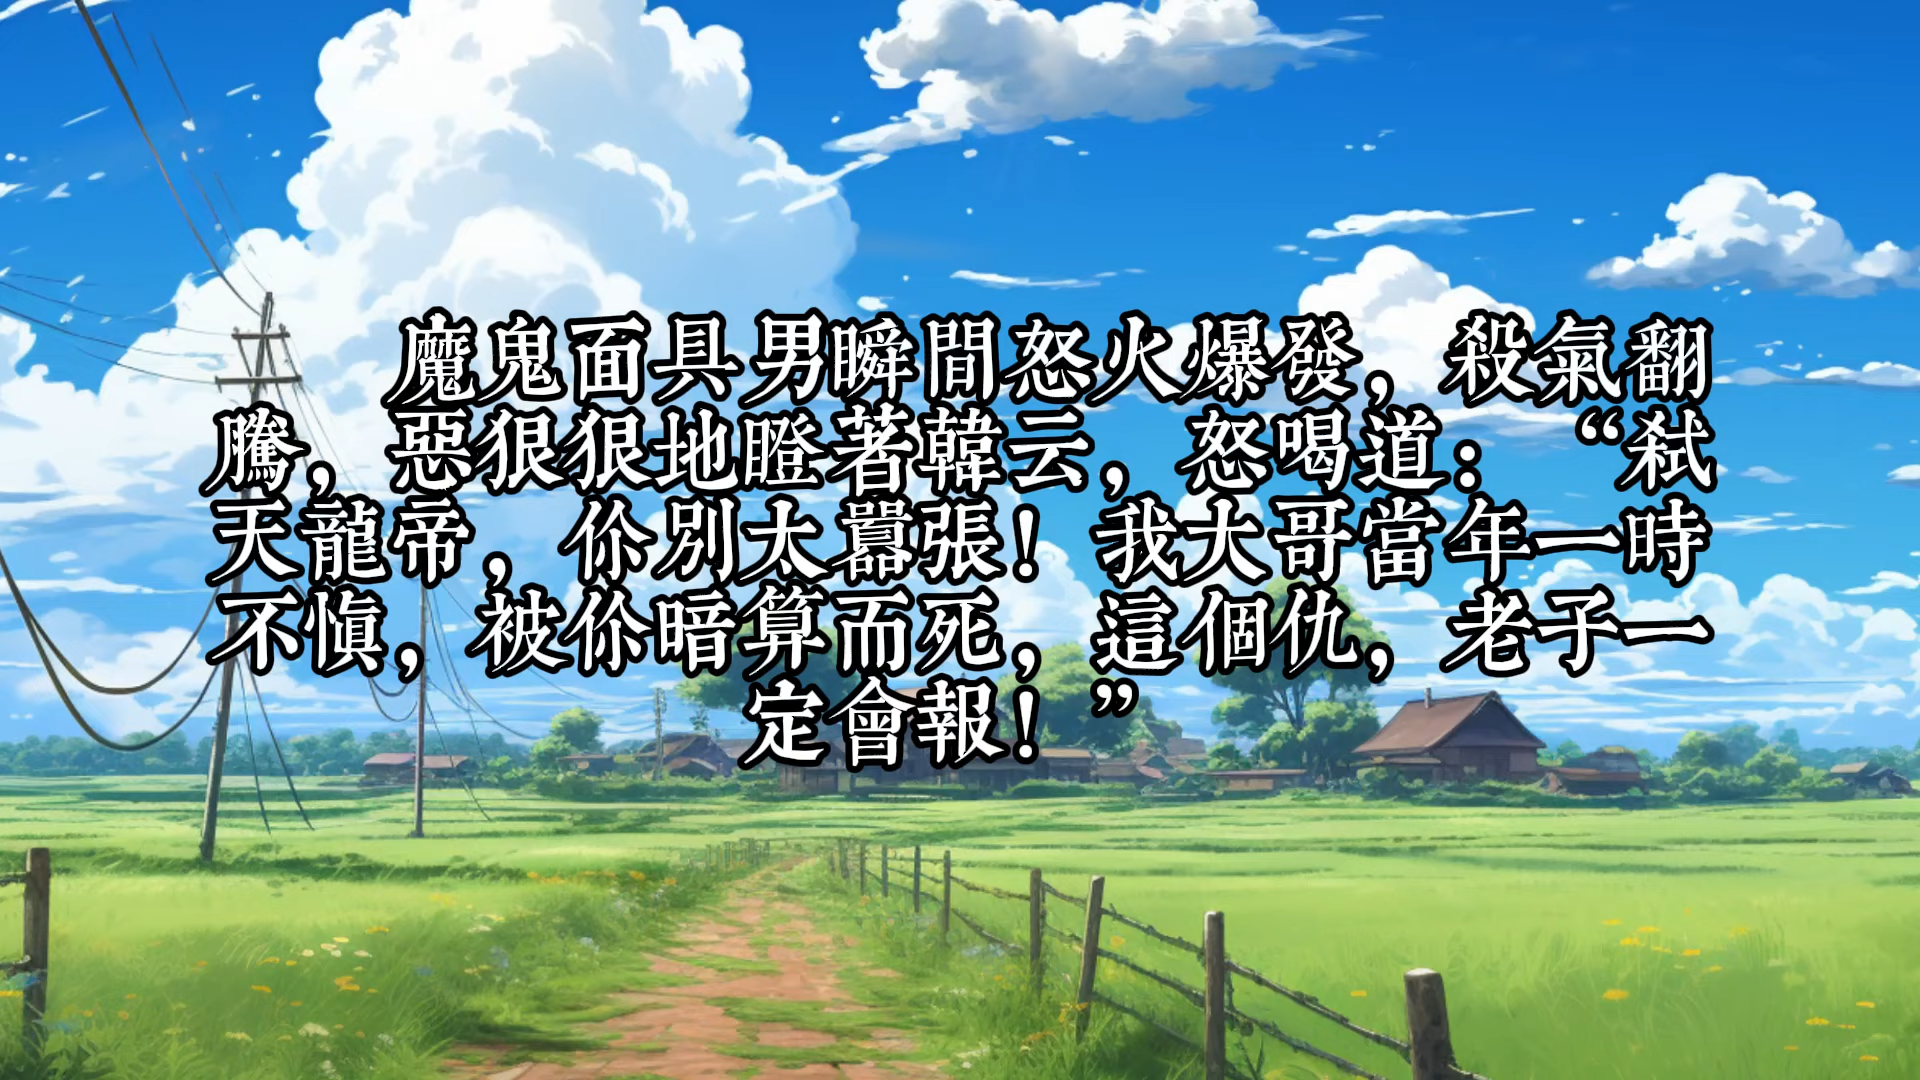 魔鬼面具男瞬間怒火爆發，殺氣翻
騰，惡狠狠地瞪著韓云，怒喝道：“弒
天龍帝，你別太囂張！我大哥當年一時
不慎，被你暗算而死，這個仇，老子一
定會報！”